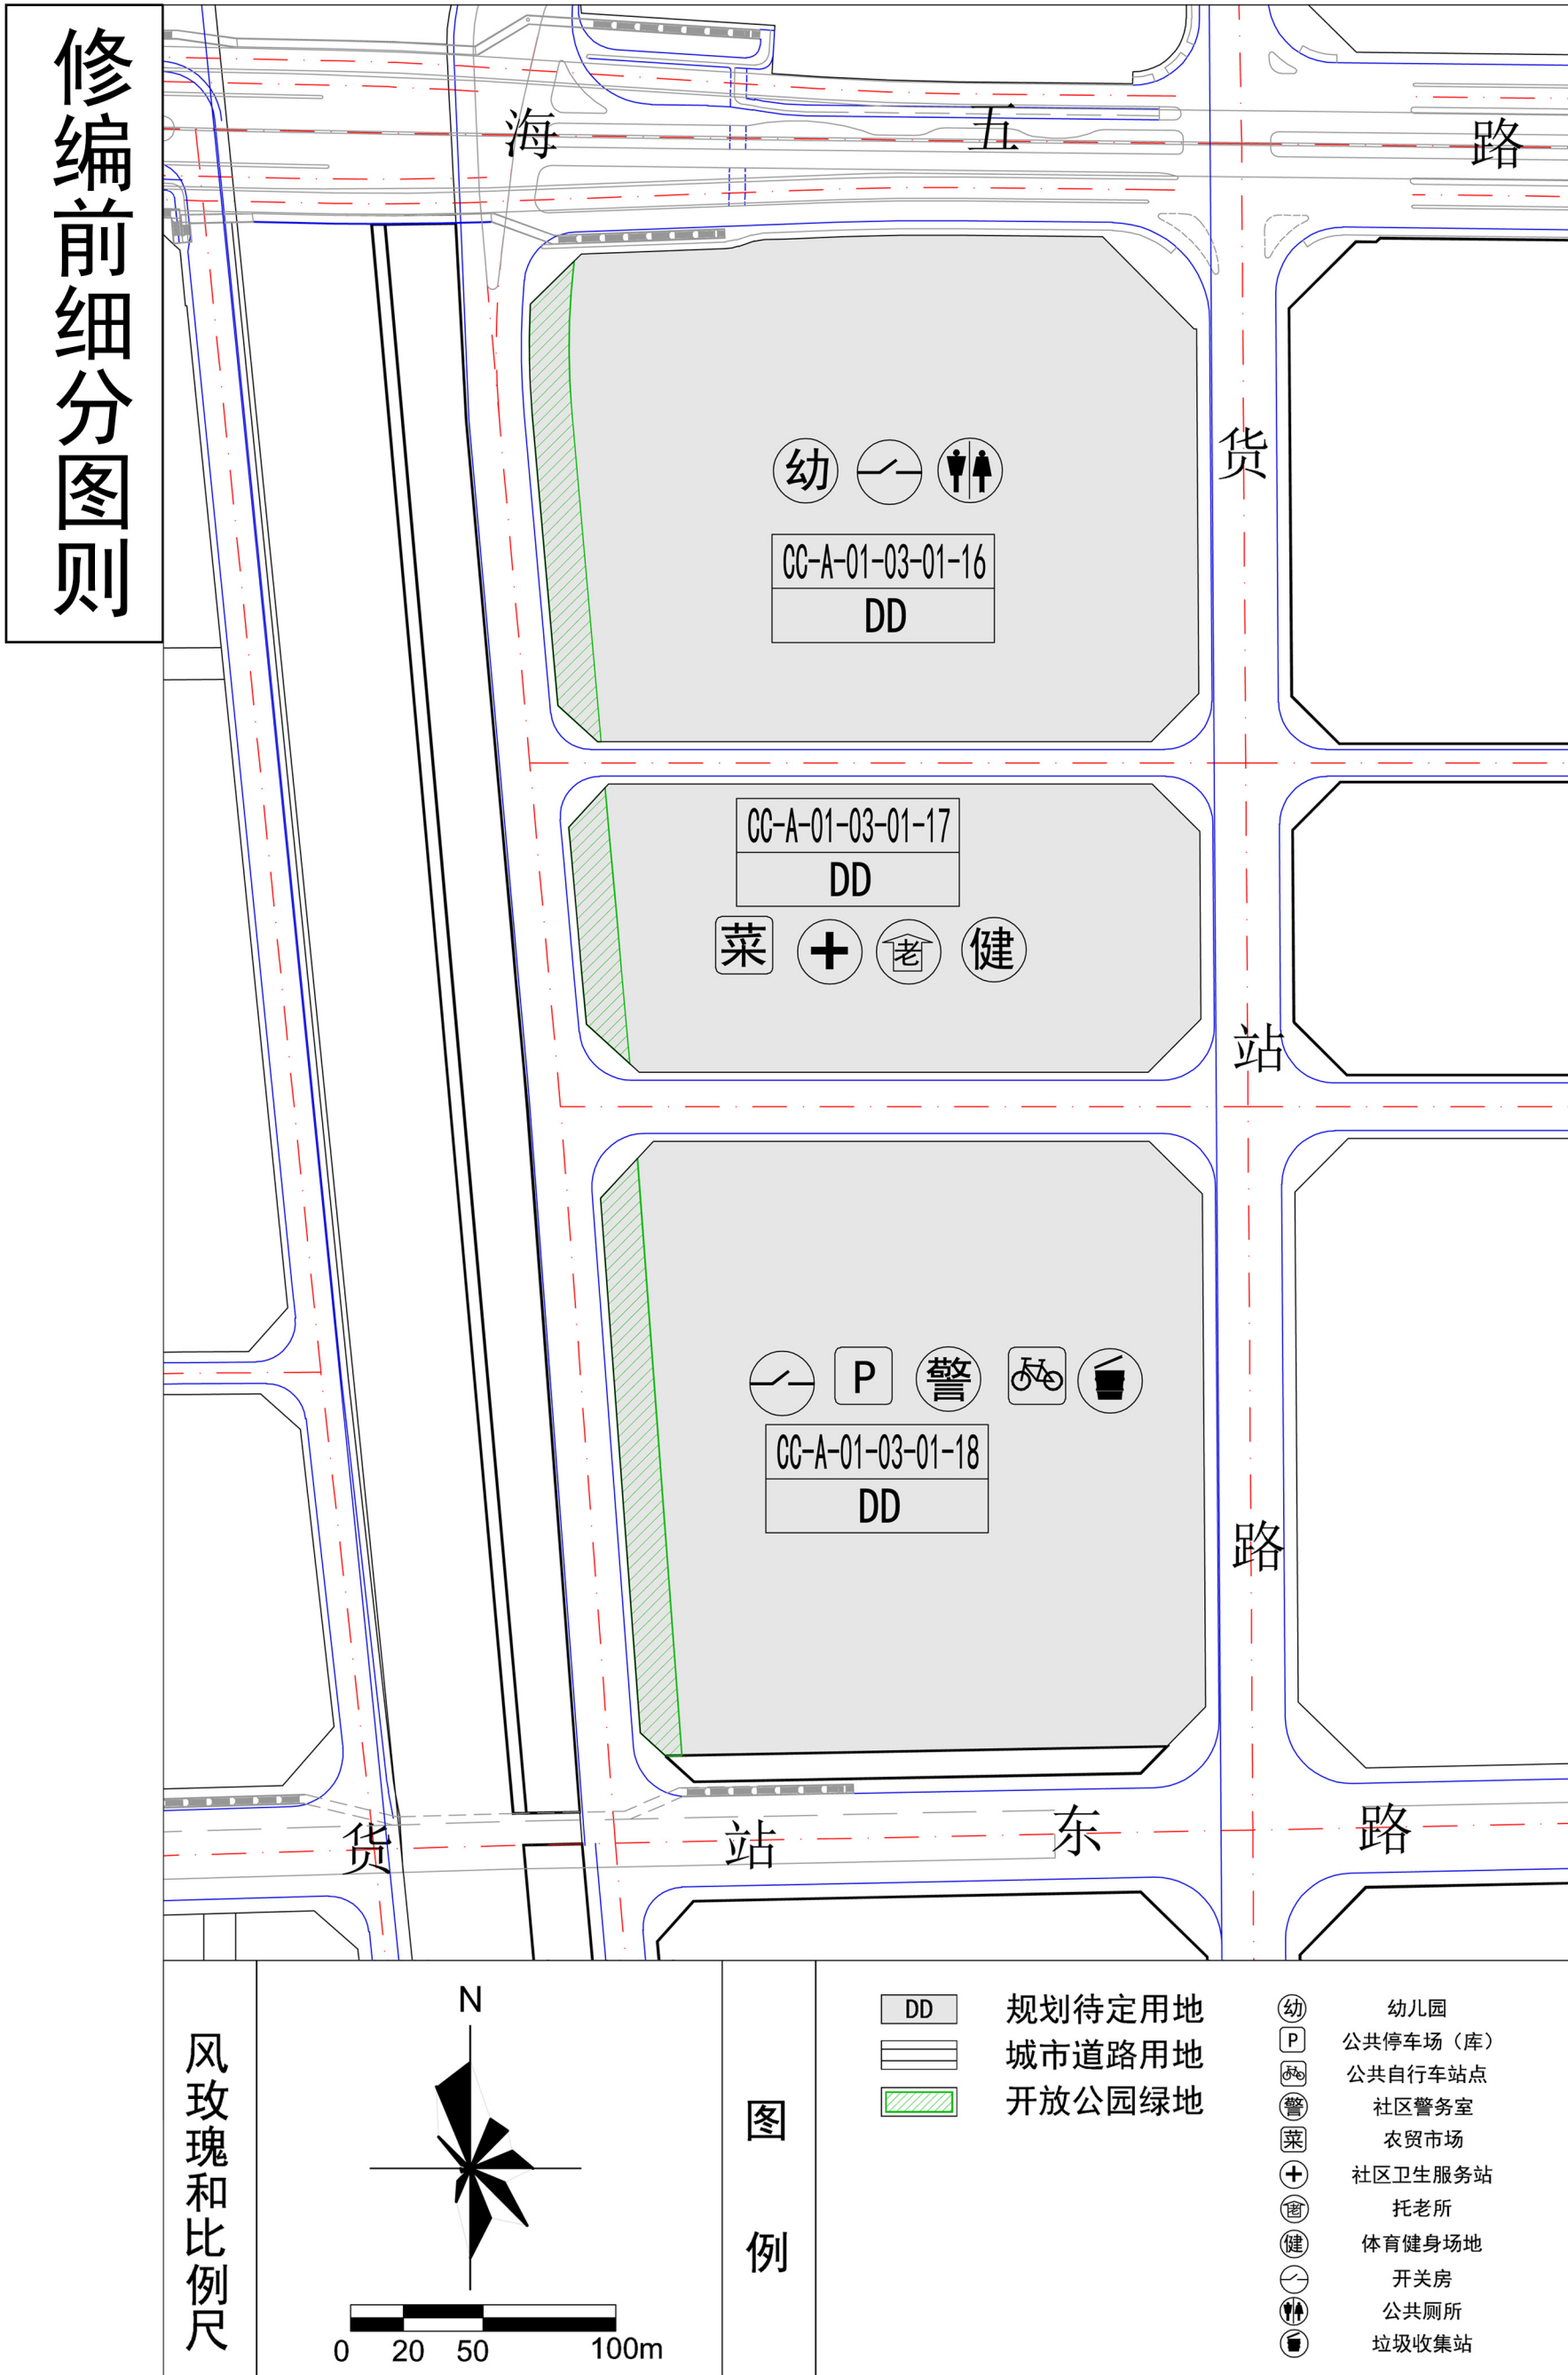 修编前细分图则
海五路
货站路
幼
CC-A-01-03-01-16
DD
CC-A-01-03-01-17
DD
菜 老 健
P 警
CC-A-01-03-01-18
DD
货站东路
风玫瑰和比例尺
N
0 20 50 100m
图例
DD 规划待定用地
城市道路用地
开放公园绿地
幼 幼儿园
P 公共停车场（库）
公共自行车站点
警 社区警务室
菜 农贸市场
社区卫生服务站
老 托老所
健 体育健身场地
开关房
公共厕所
垃圾收集站